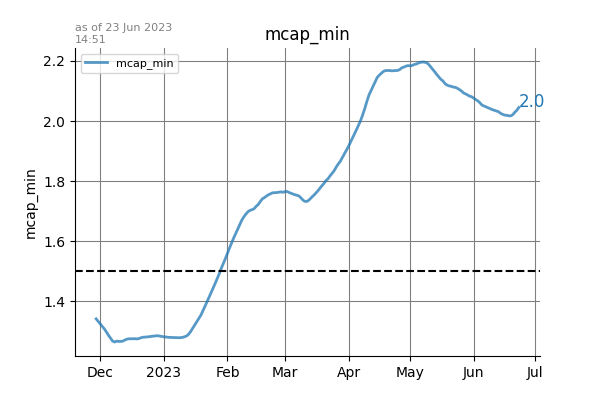 as of 23 Jun 2023
14:51
mcap_min
mcap_min
2.2
2.0
2.0
1.8
mcap_min
1.6
1.4
Dec 2023 Feb Mar Apr May Jun Jul